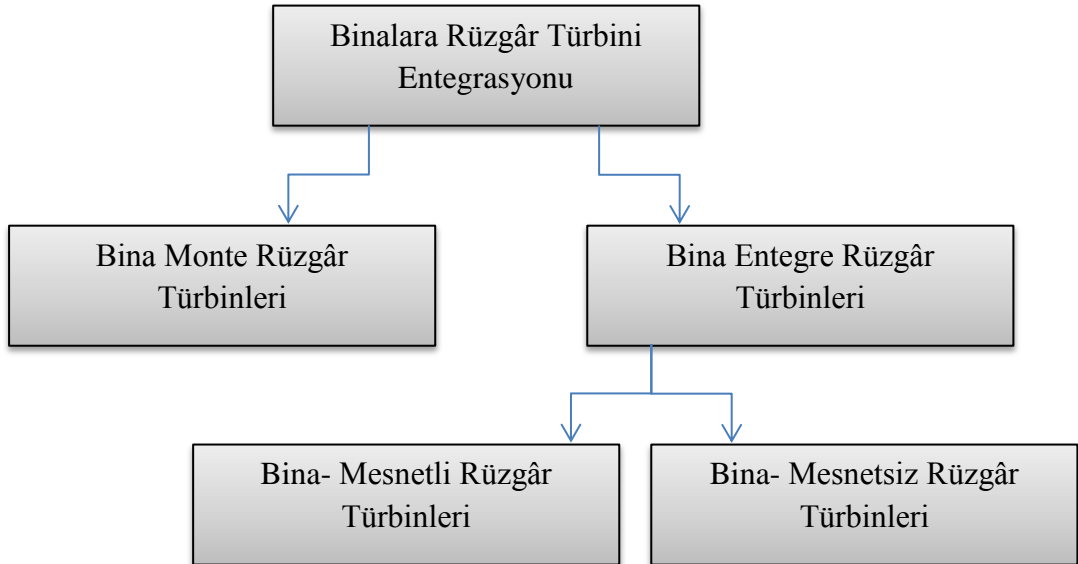 Binalara Rüzgâr Türbini
Entegrasyonu
Bina Monte Rüzgâr
Türbinleri
Bina Entegre Rüzgâr
Türbinleri
Bina- Mesnetli Rüzgâr
Türbinleri
Bina- Mesnetsiz Rüzgâr
Türbinleri